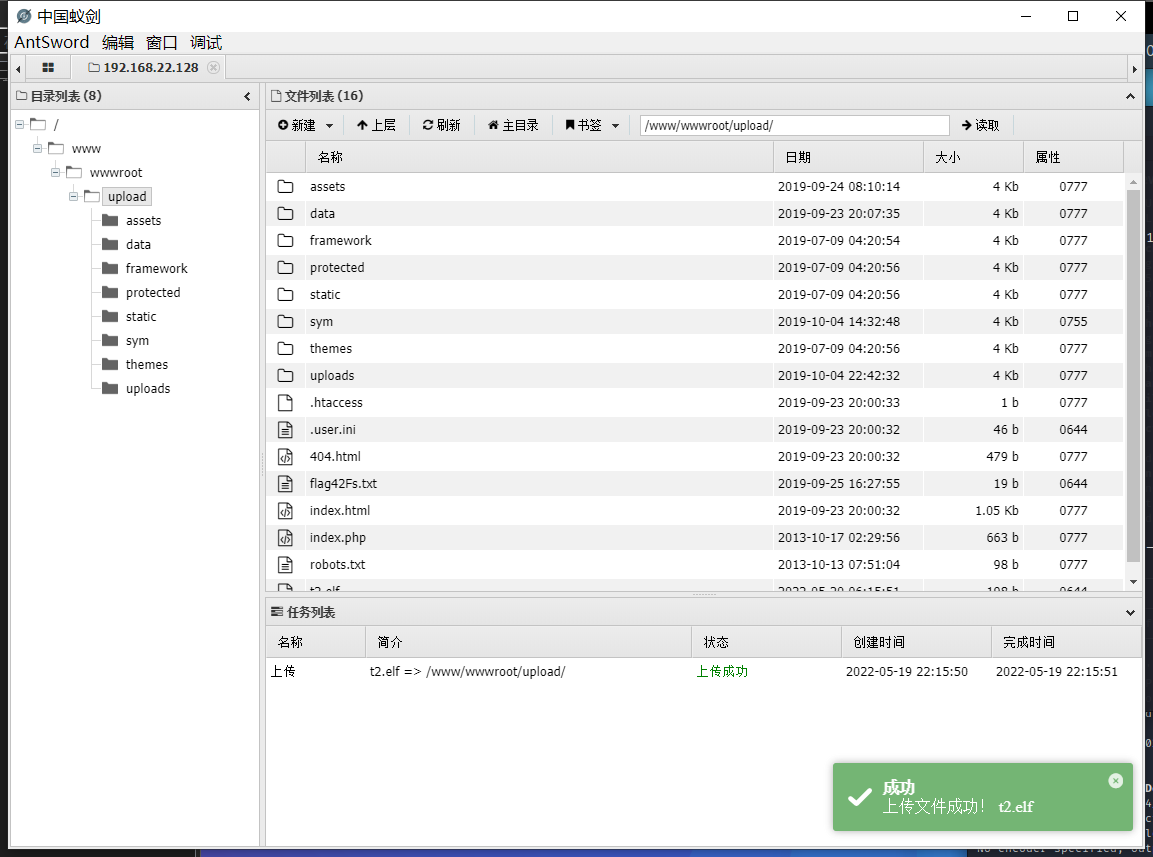 中国蚁剑
AntSword 编辑 窗口 调试
192.168.22.128
目录列表 (8)
/
www
wwwroot
upload
assets
data
framework
protected
static
sym
themes
uploads
文件列表 (16)
新建 上层 刷新 主目录 书签 /www/wwwroot/upload/ 读取
名称 日期 大小 属性
assets 2019-09-24 08:10:14 4 Kb 0777
data 2019-09-23 20:07:35 4 Kb 0777
framework 2019-07-09 04:20:54 4 Kb 0777
protected 2019-07-09 04:20:56 4 Kb 0777
static 2019-07-09 04:20:56 4 Kb 0777
sym 2019-10-04 14:32:48 4 Kb 0755
themes 2019-07-09 04:20:56 4 Kb 0777
uploads 2019-10-04 22:42:32 4 Kb 0777
.htaccess 2019-09-23 20:00:33 1 b 0777
.user.ini 2019-09-23 20:00:32 46 b 0644
404.html 2019-09-23 20:00:32 479 b 0777
flag42Fs.txt 2019-09-25 16:27:55 19 b 0644
index.html 2019-09-23 20:00:32 1.05 Kb 0777
index.php 2013-10-17 02:29:56 663 b 0777
robots.txt 2013-10-13 07:51:04 98 b 0777
t2.elf
任务列表
名称 简介 状态 创建时间 完成时间
上传 t2.elf => /www/wwwroot/upload/ 上传成功 2022-05-19 22:15:50 2022-05-19 22:15:51
成功
上传文件成功! t2.elf